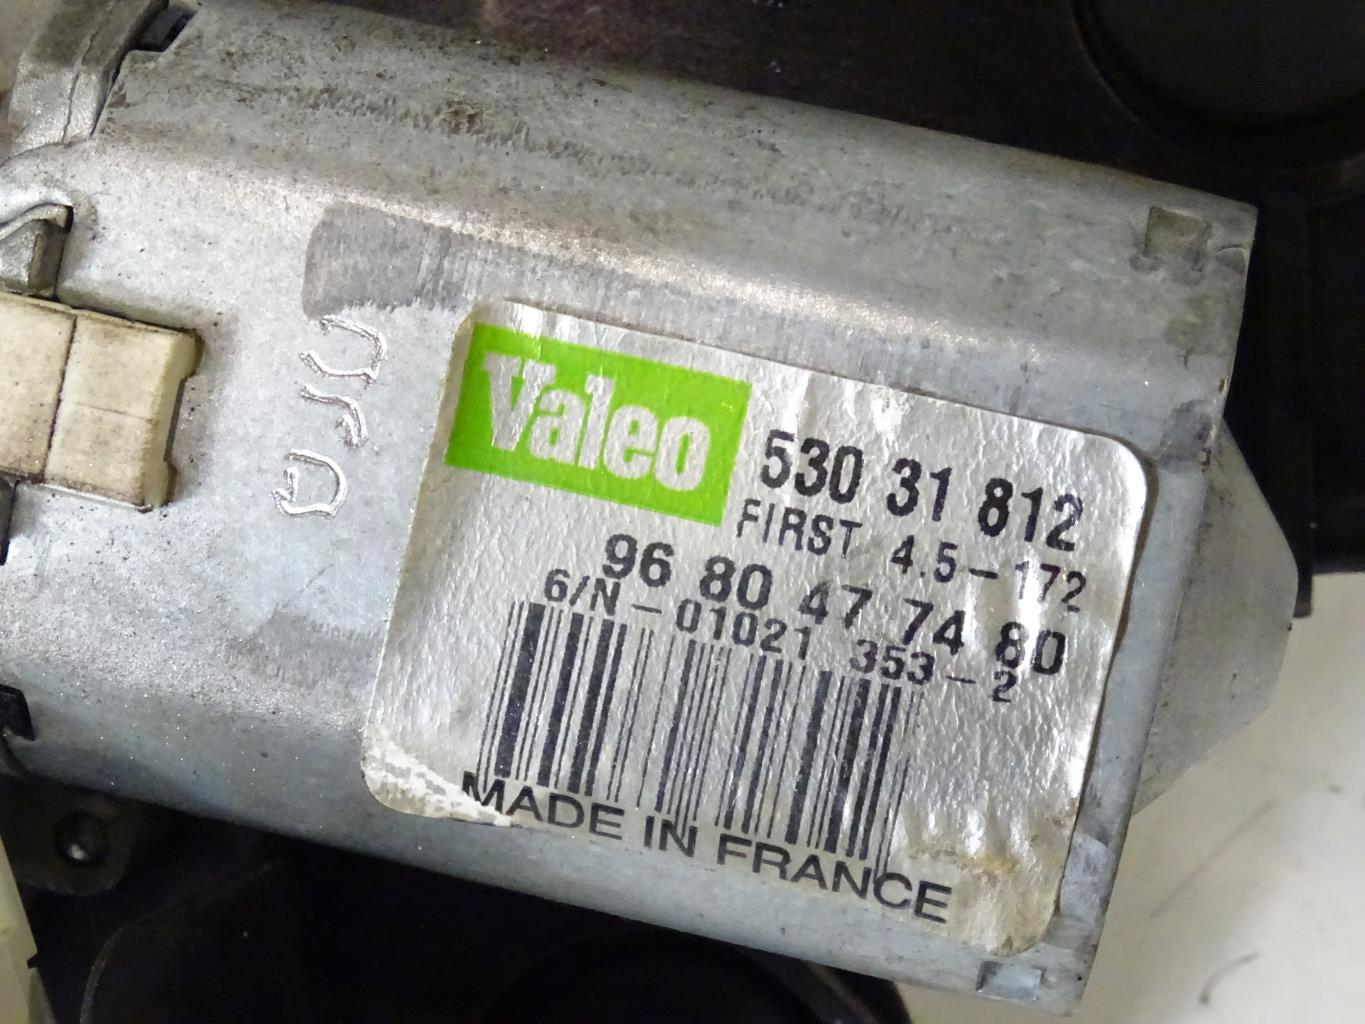 Valeo
530 31 812
FIRST 4.5-172
96 80 47 74 80
6/N-01021 353-2
MADE IN FRANCE